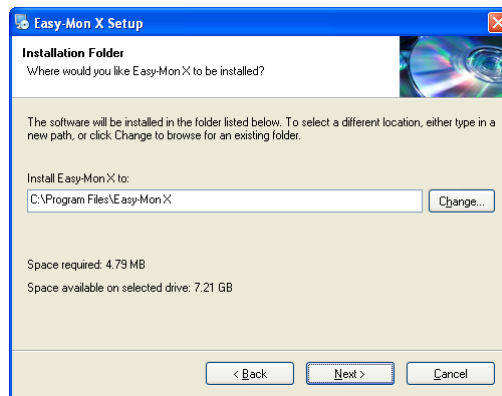 Easy-Mon X Setup
Installation Folder
Where would you like Easy-Mon X to be installed?
The software will be installed in the folder listed below. To select a different location, either type in a
new path, or click Change to browse for an existing folder.
Install Easy-Mon X to:
C:\Program Files\Easy-Mon X
Change...
Space required: 4.79 MB
Space available on selected drive: 7.21 GB
< Back
Next >
Cancel